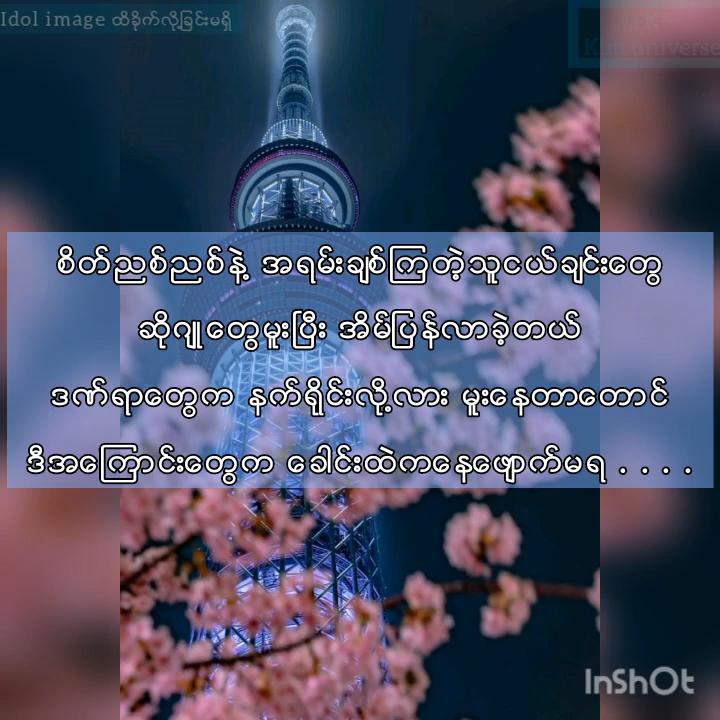 Idol image ထိခိုက်လို့ခြင်းမရှိ
Kim universe
စိတ်ညစ်ညစ်နဲ့ အရမ်းချစ်ကြတဲ့သူငယ်ချင်းတွေ
ဆိုဂျုတွေမူးပြီး အိမ်ပြန်လာခဲ့တယ်
ဒဏ်ရာတွေက နက်ရှိုင်းလို့လား မူးနေတာတောင်
ဒီအကြောင်းတွေက ခေါင်းထဲကနေဖျောက်မရ . . . .
InShOt